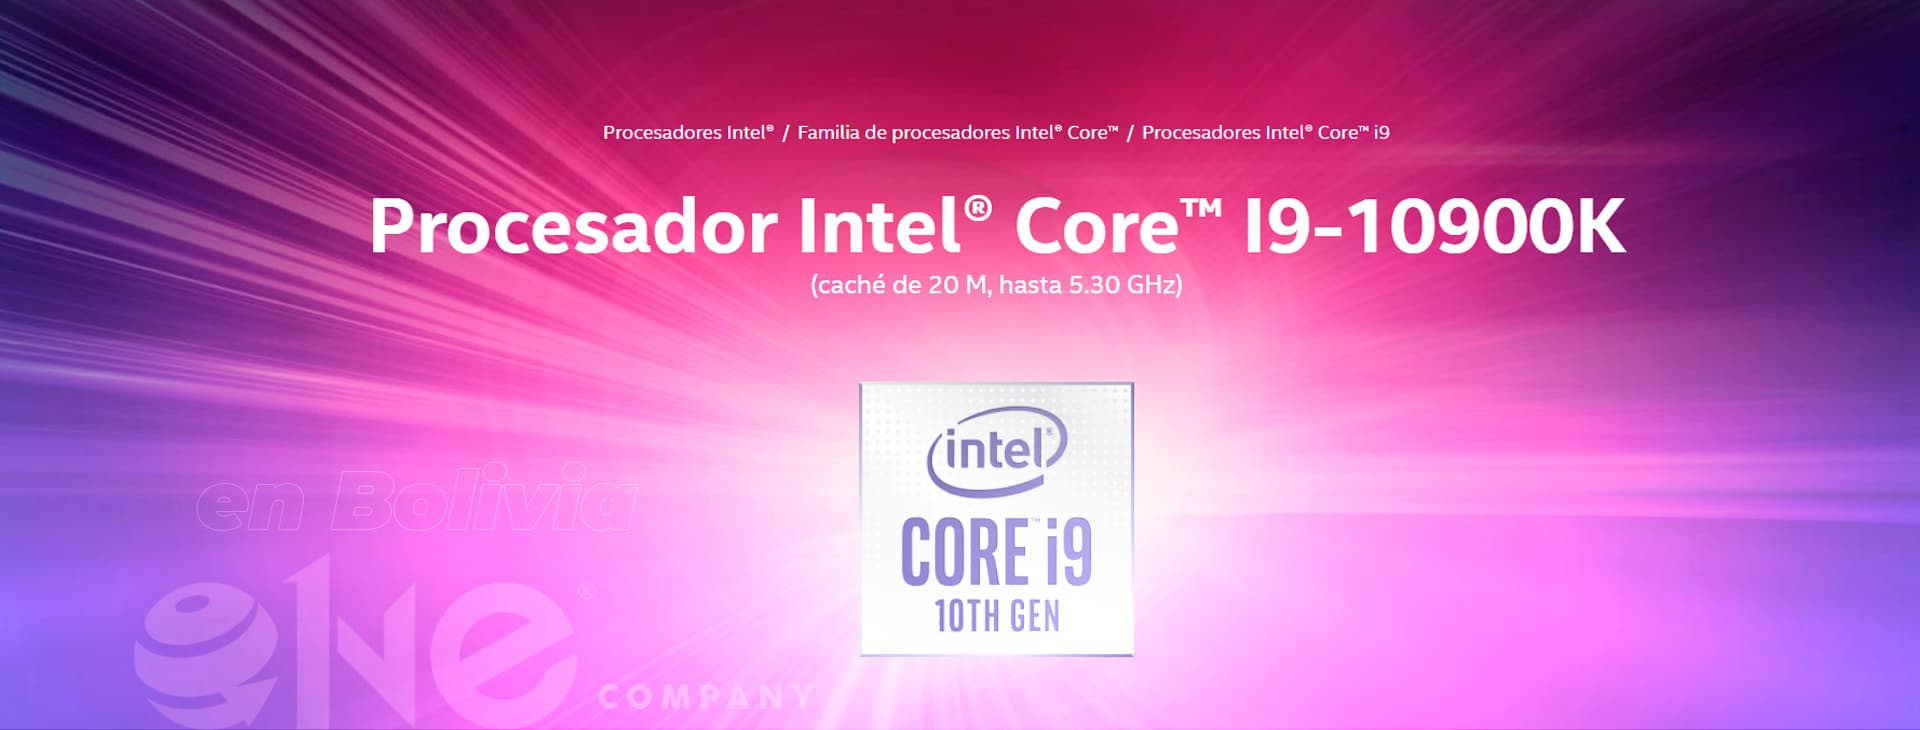 Procesadores Intel® / Familia de procesadores Intel® Core™ / Procesadores Intel® Core™ i9
Procesador Intel® Core™ I9-10900K
(caché de 20 M, hasta 5.30 GHz)
intel®
CORE™ i9
10TH GEN
en Bolivia
ONE®
COMPANY